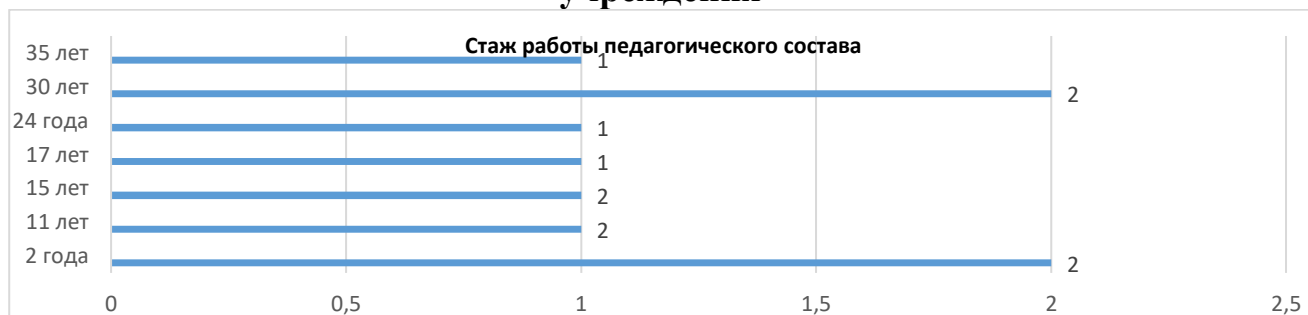 Стаж работы педагогического состава
35 лет 1
30 лет 2
24 года 1
17 лет 1
15 лет 2
11 лет 2
2 года 2
0 0,5 1 1,5 2 2,5